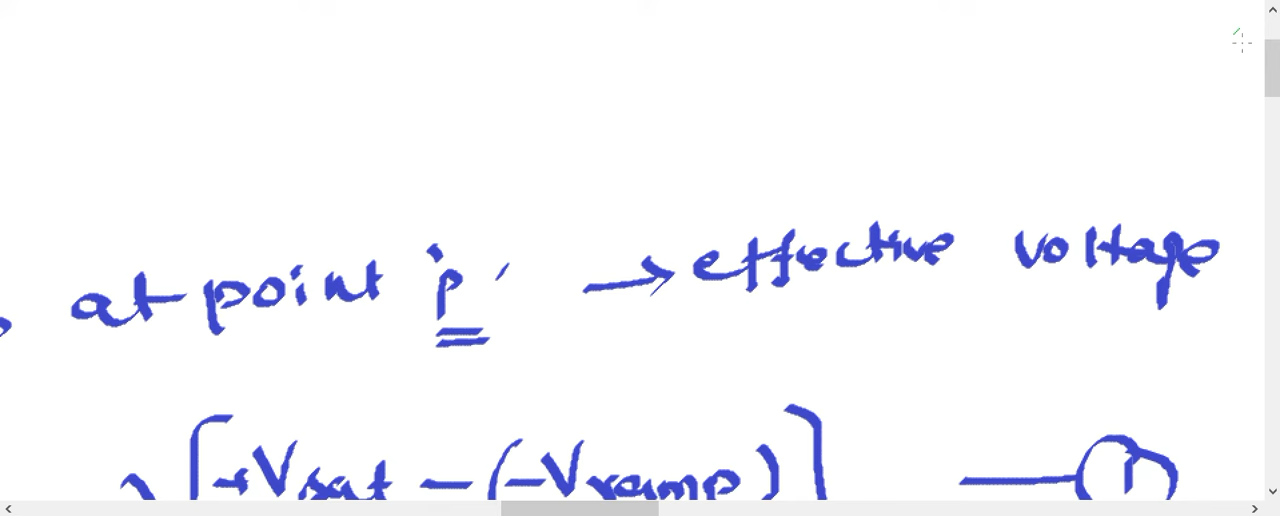 at point 'p' → effective voltage
[+Vsat - (-Vramp)] — 1